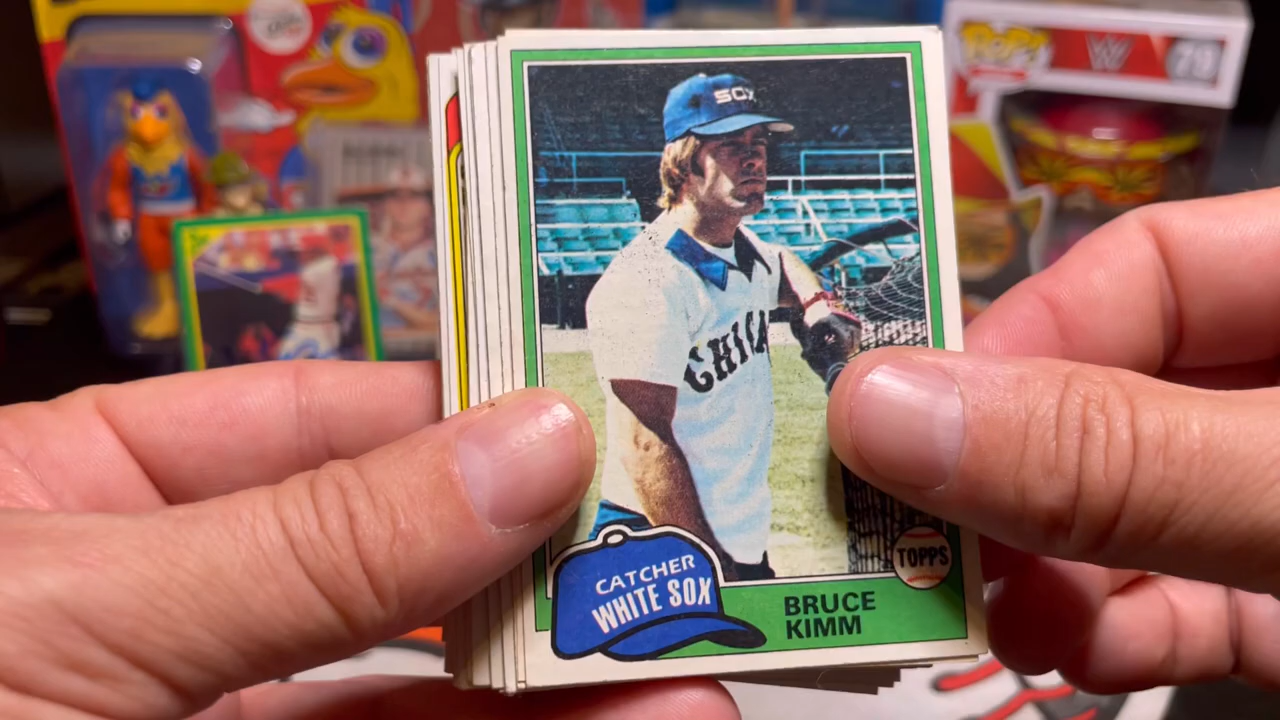 POP!
W
79
SOX
CHICA
TOPPS
CATCHER
WHITE SOX
BRUCE
KIMM